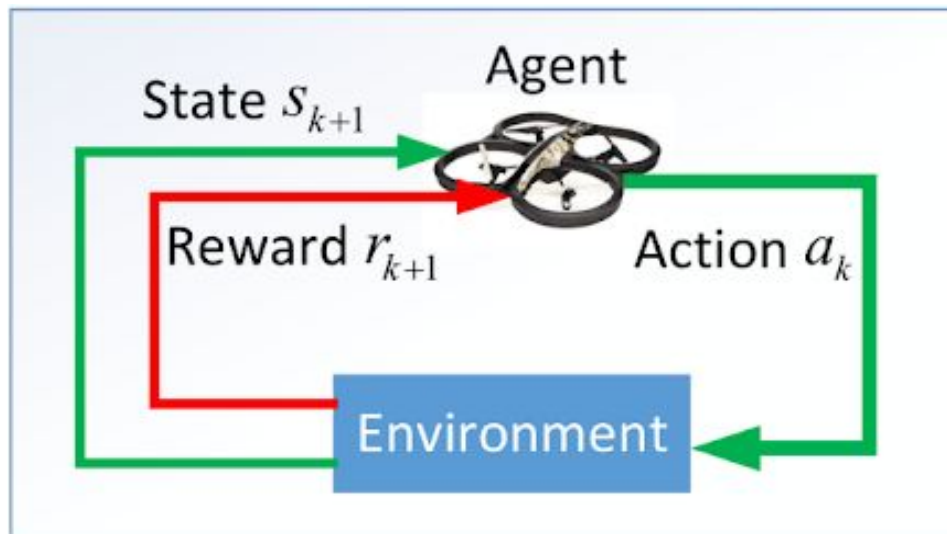 Agent
State s_{k+1}
Reward r_{k+1}
Action a_k
Environment